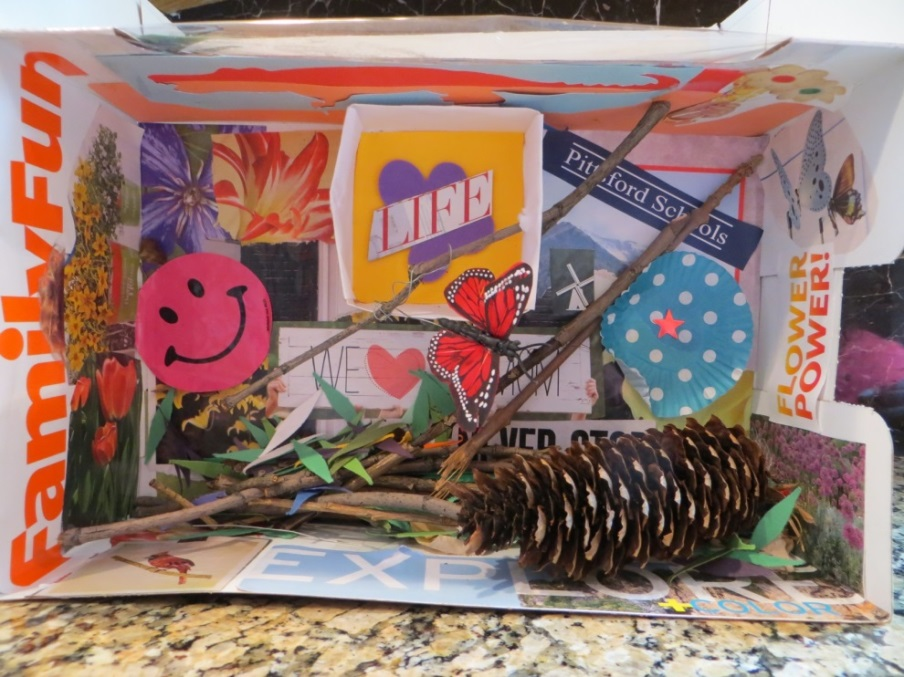 FamilyFun
LIFE
Pittsford Schools
WE
FLOWER
POWER!
EXPLORE
+COLOR